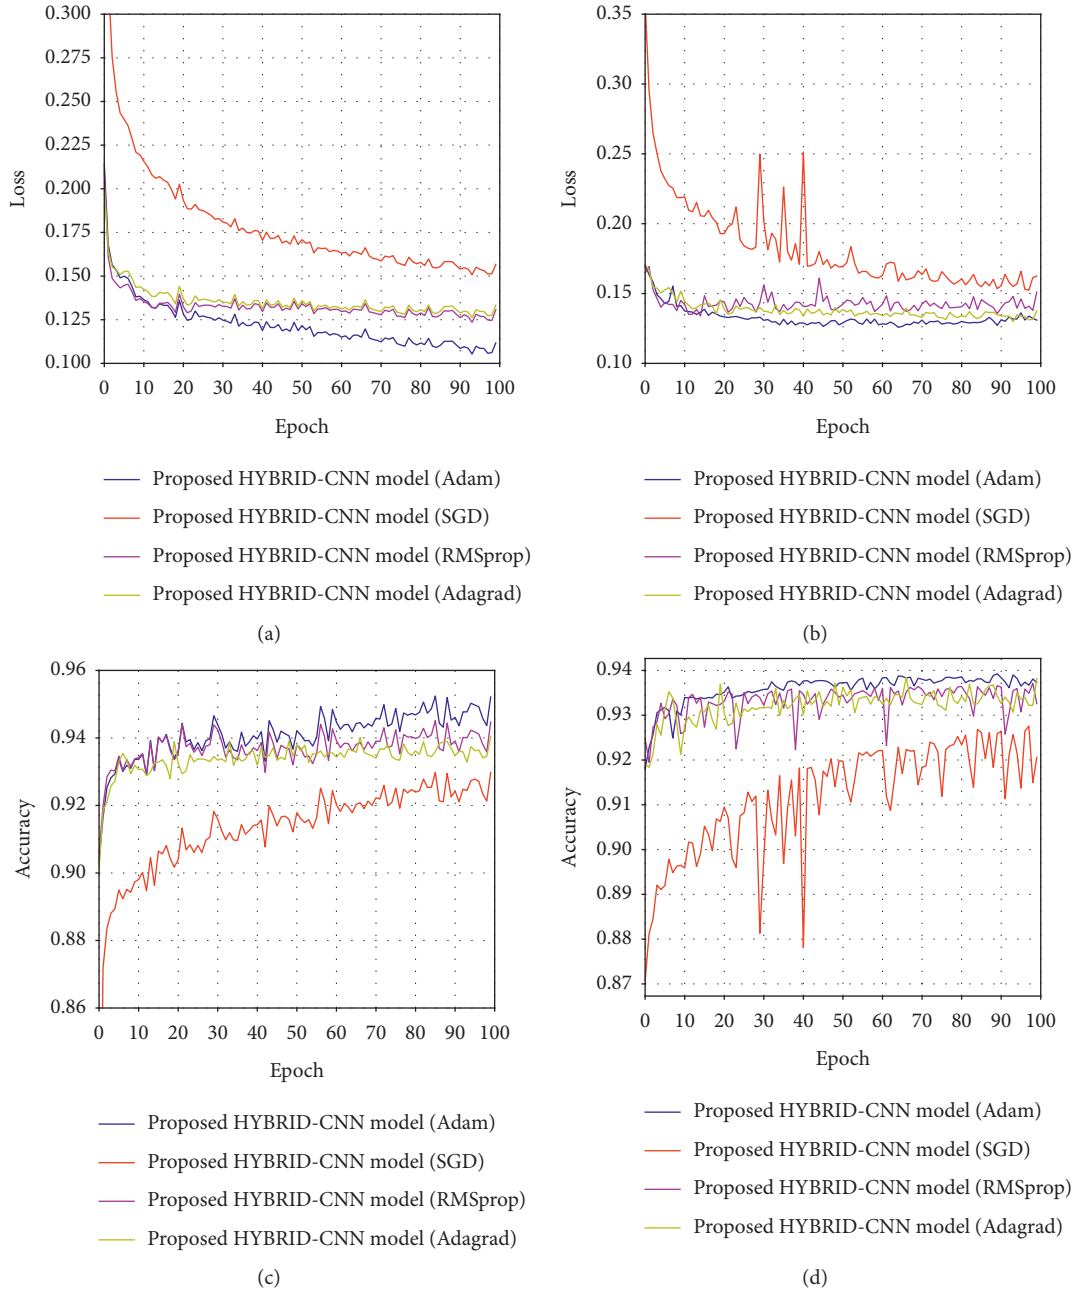 0.300
0.275
0.250
0.225
0.200
0.175
0.150
0.125
0.100
Loss
0 10 20 30 40 50 60 70 80 90 100
Epoch
Proposed HYBRID-CNN model (Adam)
Proposed HYBRID-CNN model (SGD)
Proposed HYBRID-CNN model (RMSprop)
Proposed HYBRID-CNN model (Adagrad)
(a)
0.35
0.30
0.25
0.20
0.15
0.10
Loss
0 10 20 30 40 50 60 70 80 90 100
Epoch
Proposed HYBRID-CNN model (Adam)
Proposed HYBRID-CNN model (SGD)
Proposed HYBRID-CNN model (RMSprop)
Proposed HYBRID-CNN model (Adagrad)
(b)
0.96
0.94
0.92
0.90
0.88
0.86
Accuracy
0 10 20 30 40 50 60 70 80 90 100
Epoch
Proposed HYBRID-CNN model (Adam)
Proposed HYBRID-CNN model (SGD)
Proposed HYBRID-CNN model (RMSprop)
Proposed HYBRID-CNN model (Adagrad)
(c)
0.94
0.93
0.92
0.91
0.90
0.89
0.88
0.87
Accuracy
0 10 20 30 40 50 60 70 80 90 100
Epoch
Proposed HYBRID-CNN model (Adam)
Proposed HYBRID-CNN model (SGD)
Proposed HYBRID-CNN model (RMSprop)
Proposed HYBRID-CNN model (Adagrad)
(d)